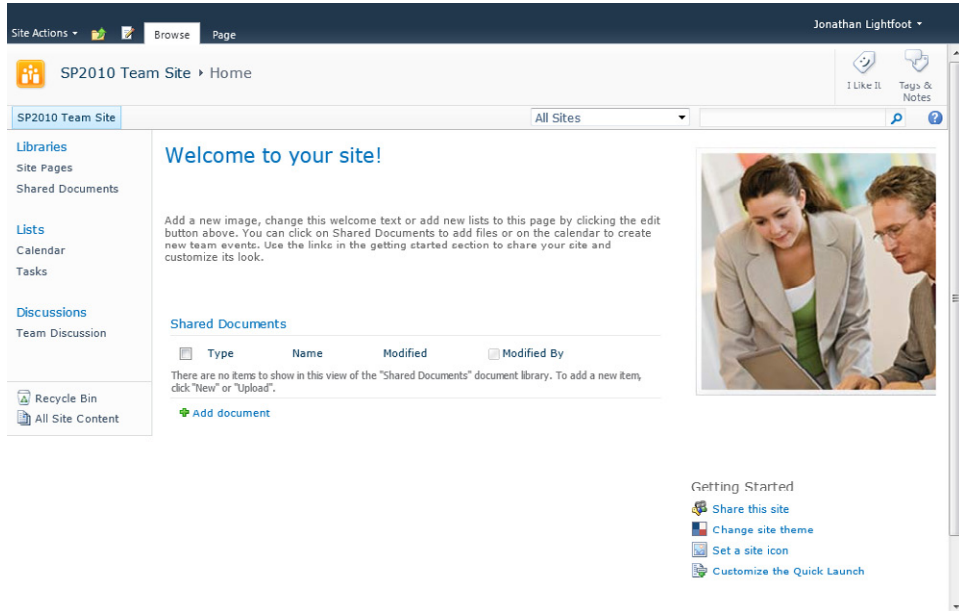 Jonathan Lightfoot
Site Actions Browse Page
SP2010 Team Site Home
I Like It Tags &
Notes
SP2010 Team Site All Sites
Libraries
Site Pages
Shared Documents
Lists
Calendar
Tasks
Discussions
Team Discussion
Recycle Bin
All Site Content
Welcome to your site!
Add a new image, change this welcome text or add new lists to this page by clicking the edit
button above. You can click on Shared Documents to add files or on the calendar to create
new team events. Use the links in the getting started section to share your site and
customize its look.
Shared Documents
Type Name Modified Modified By
There are no items to show in this view of the "Shared Documents" document library. To add a new item,
click "New" or "Upload".
Add document
Getting Started
Share this site
Change site theme
Set a site icon
Customize the Quick Launch